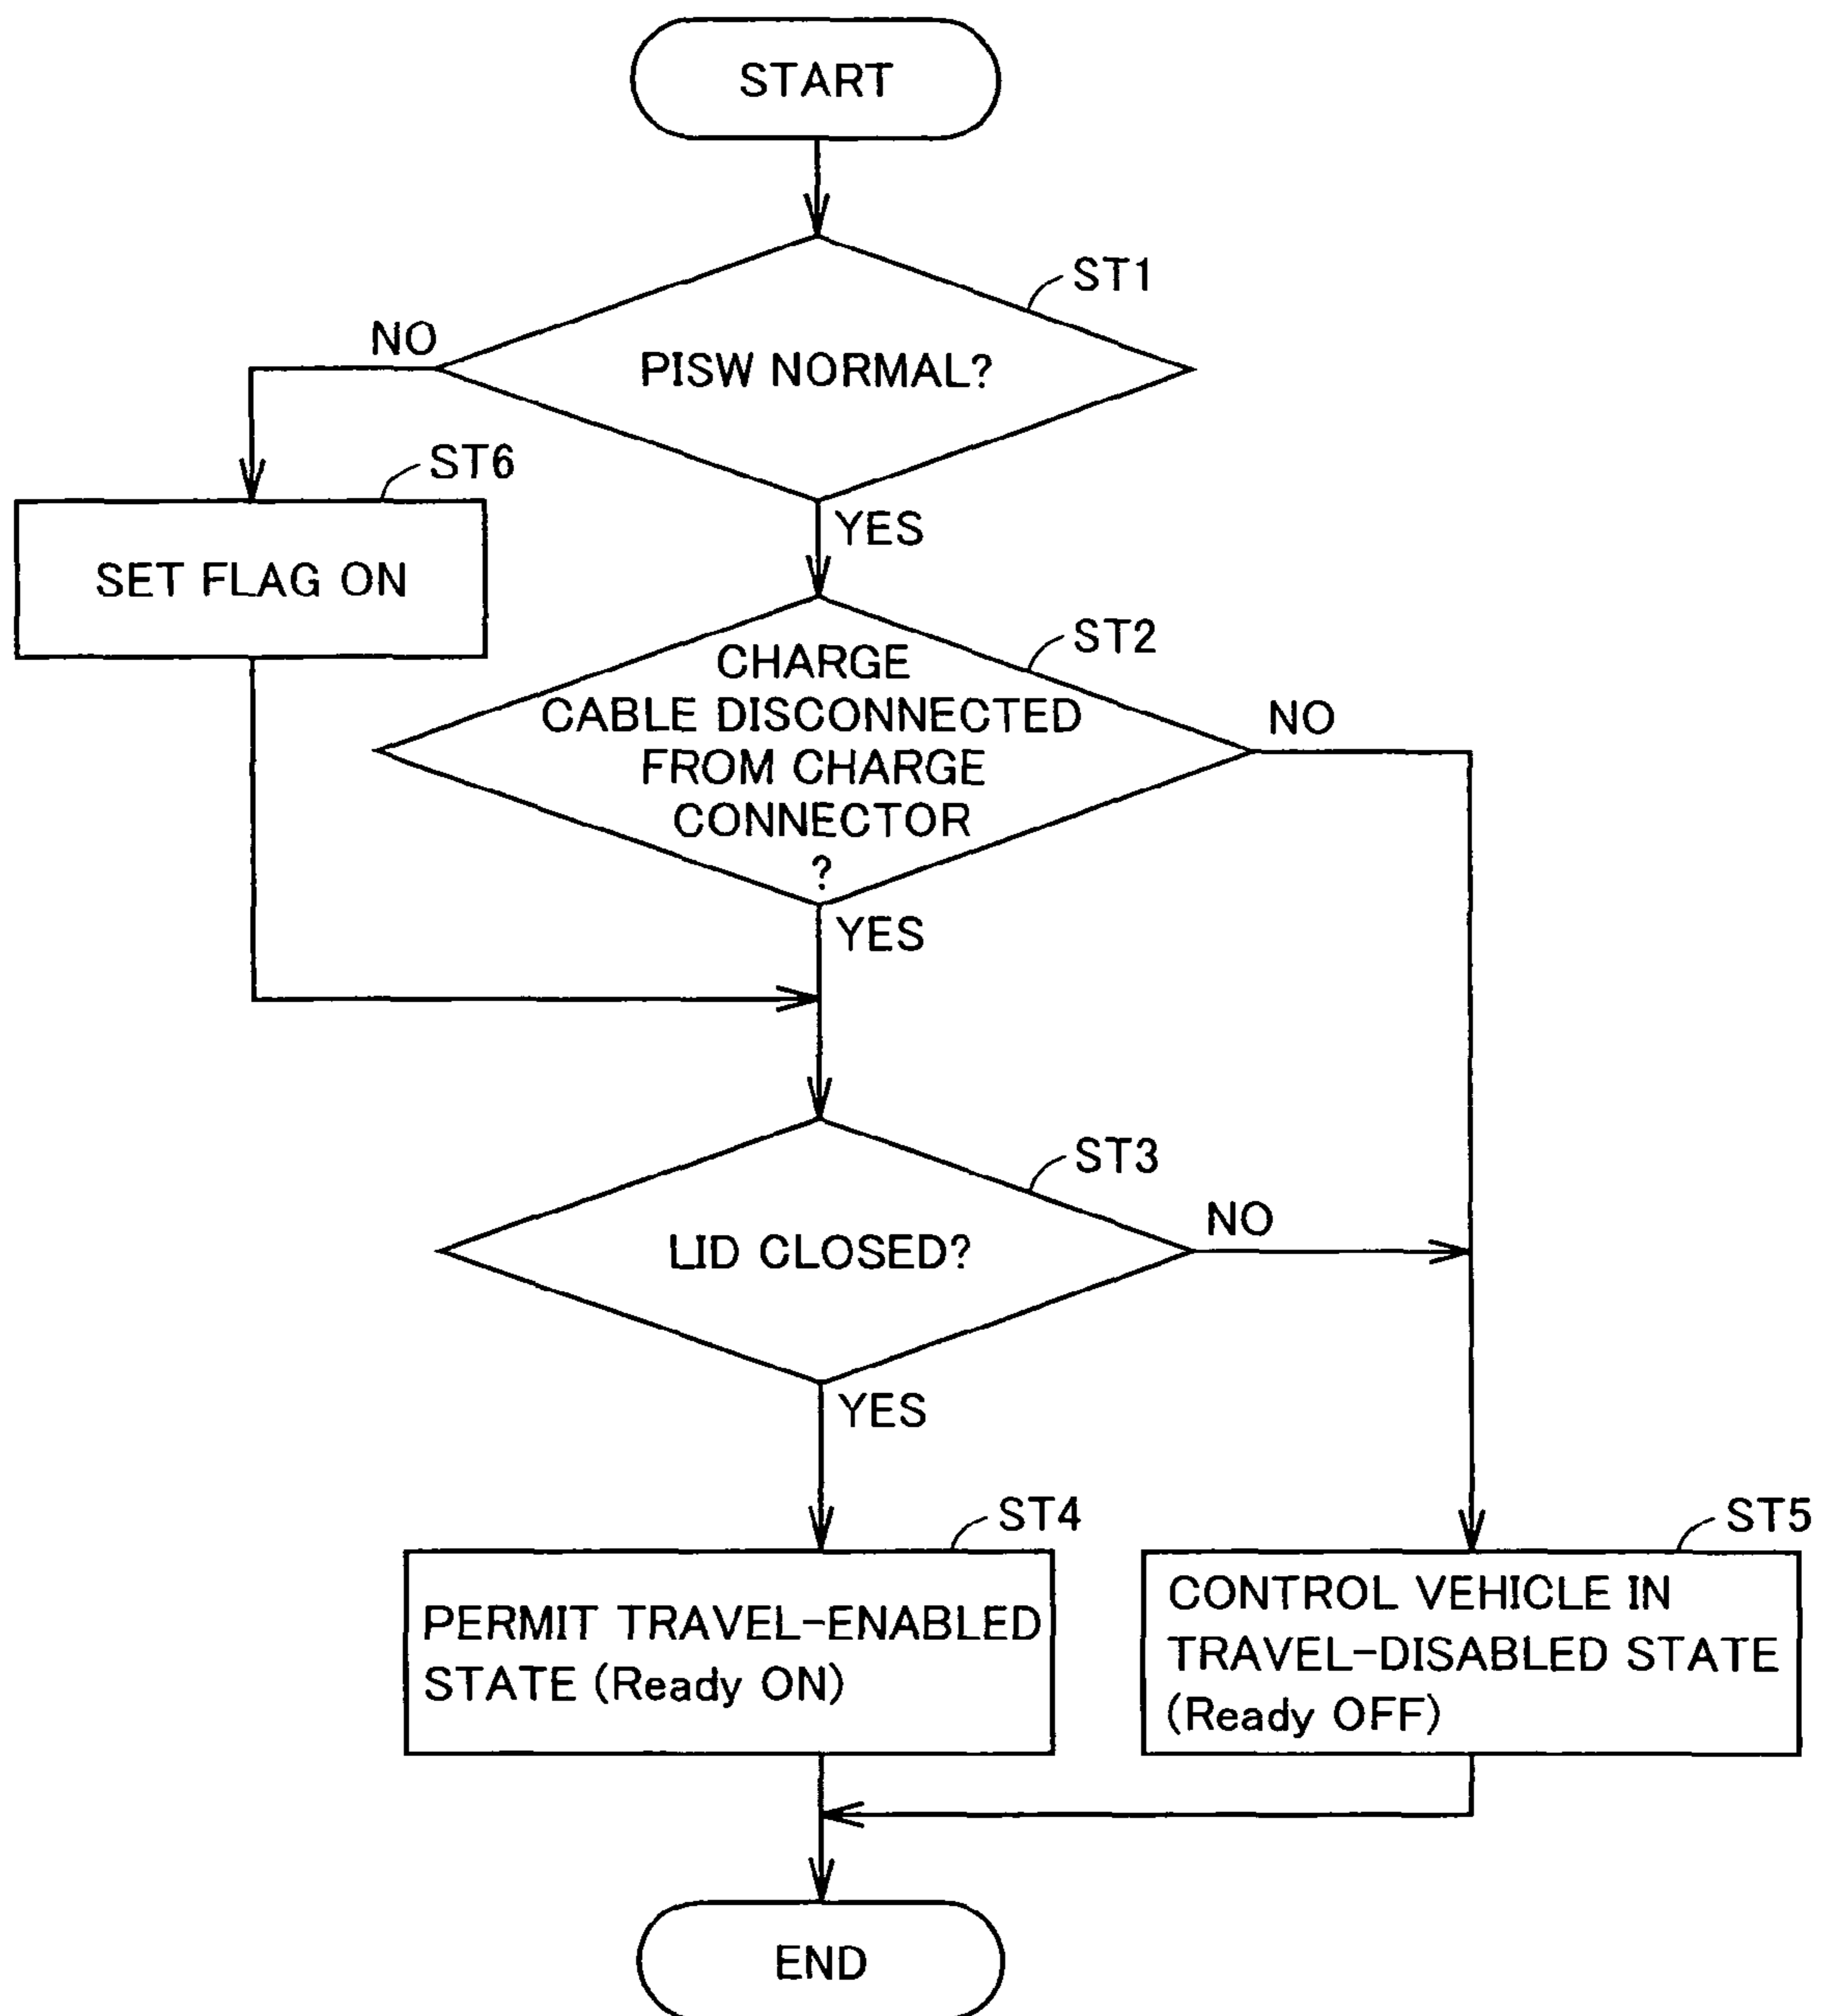 START
ST1
NO
PISW NORMAL?
ST6
YES
SET FLAG ON
ST2
CHARGE
CABLE DISCONNECTED
FROM CHARGE
CONNECTOR
?
NO
YES
ST3
NO
LID CLOSED?
YES
ST4
ST5
PERMIT TRAVEL-ENABLED
STATE (Ready ON)
CONTROL VEHICLE IN
TRAVEL-DISABLED STATE
(Ready OFF)
END